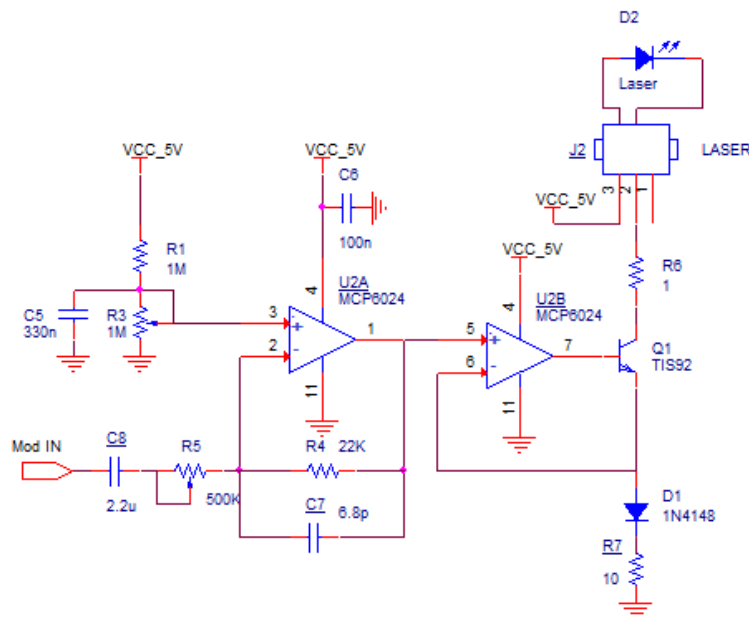 D2
Laser
J2
LASER
3 2 1
VCC_5V
VCC_5V
VCC_5V
VCC_5V
C6
100n
R1
1M
C5
330n
R3
1M
U2A
MCP6024
4
3
+
2
-
1
11
U2B
MCP6024
4
5
+
6
-
7
11
R6
1
Q1
TIS92
Mod IN
C8
2.2u
R5
500K
R4
22K
C7
6.8p
D1
1N4148
R7
10